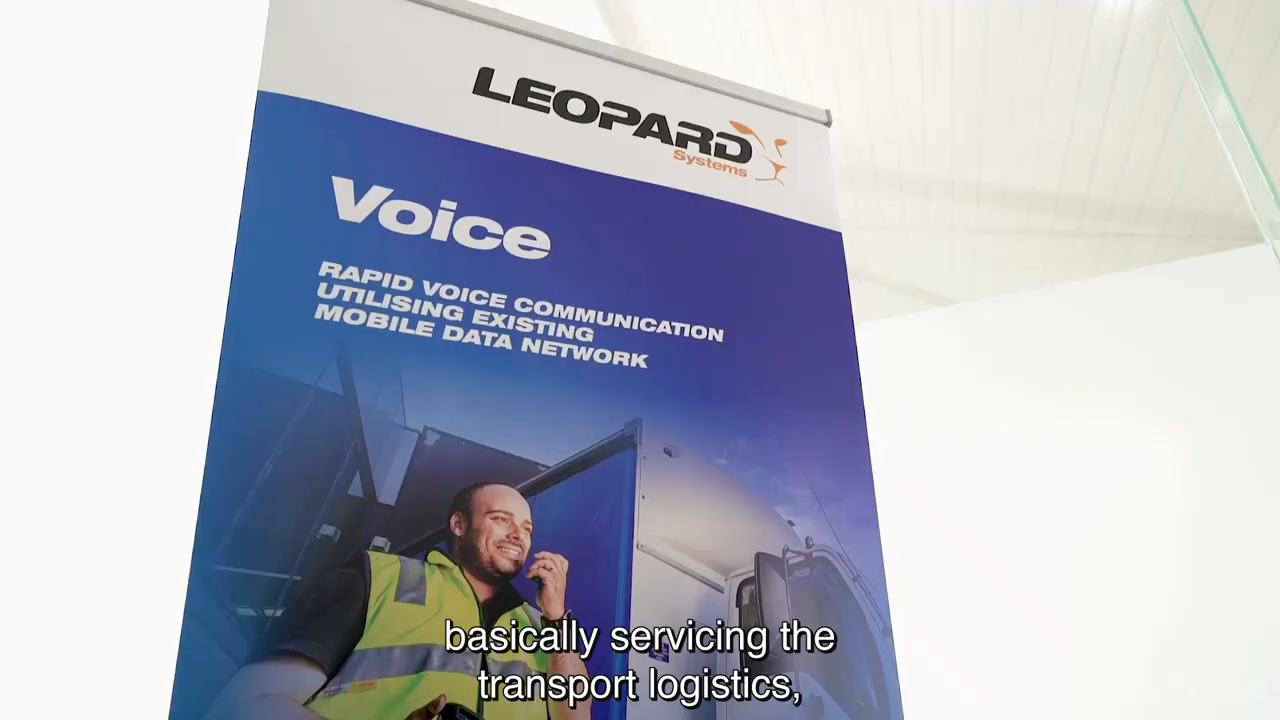 LEOPARD
Systems
Voice
RAPID VOICE COMMUNICATION
UTILISING EXISTING
MOBILE DATA NETWORK
basically servicing the
transport logistics,